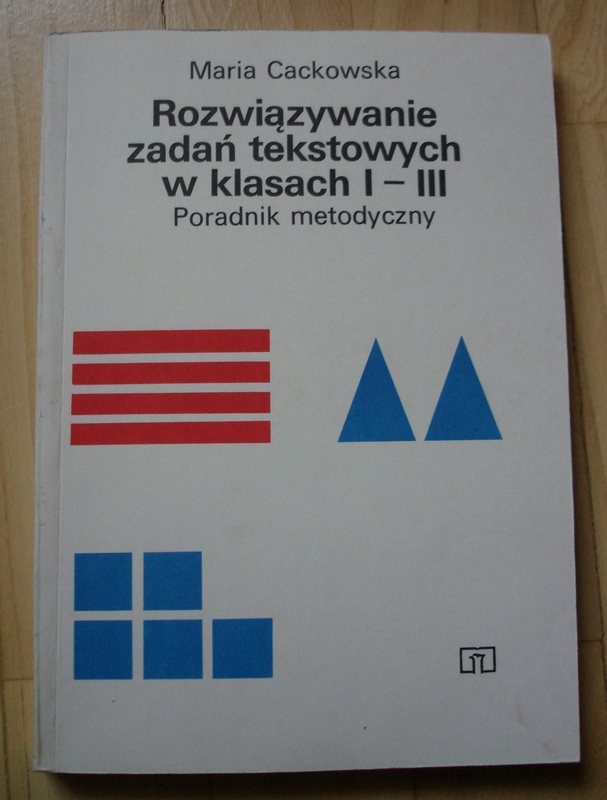 Maria Cackowska
Rozwiązywanie
zadań tekstowych
w klasach I – III
Poradnik metodyczny